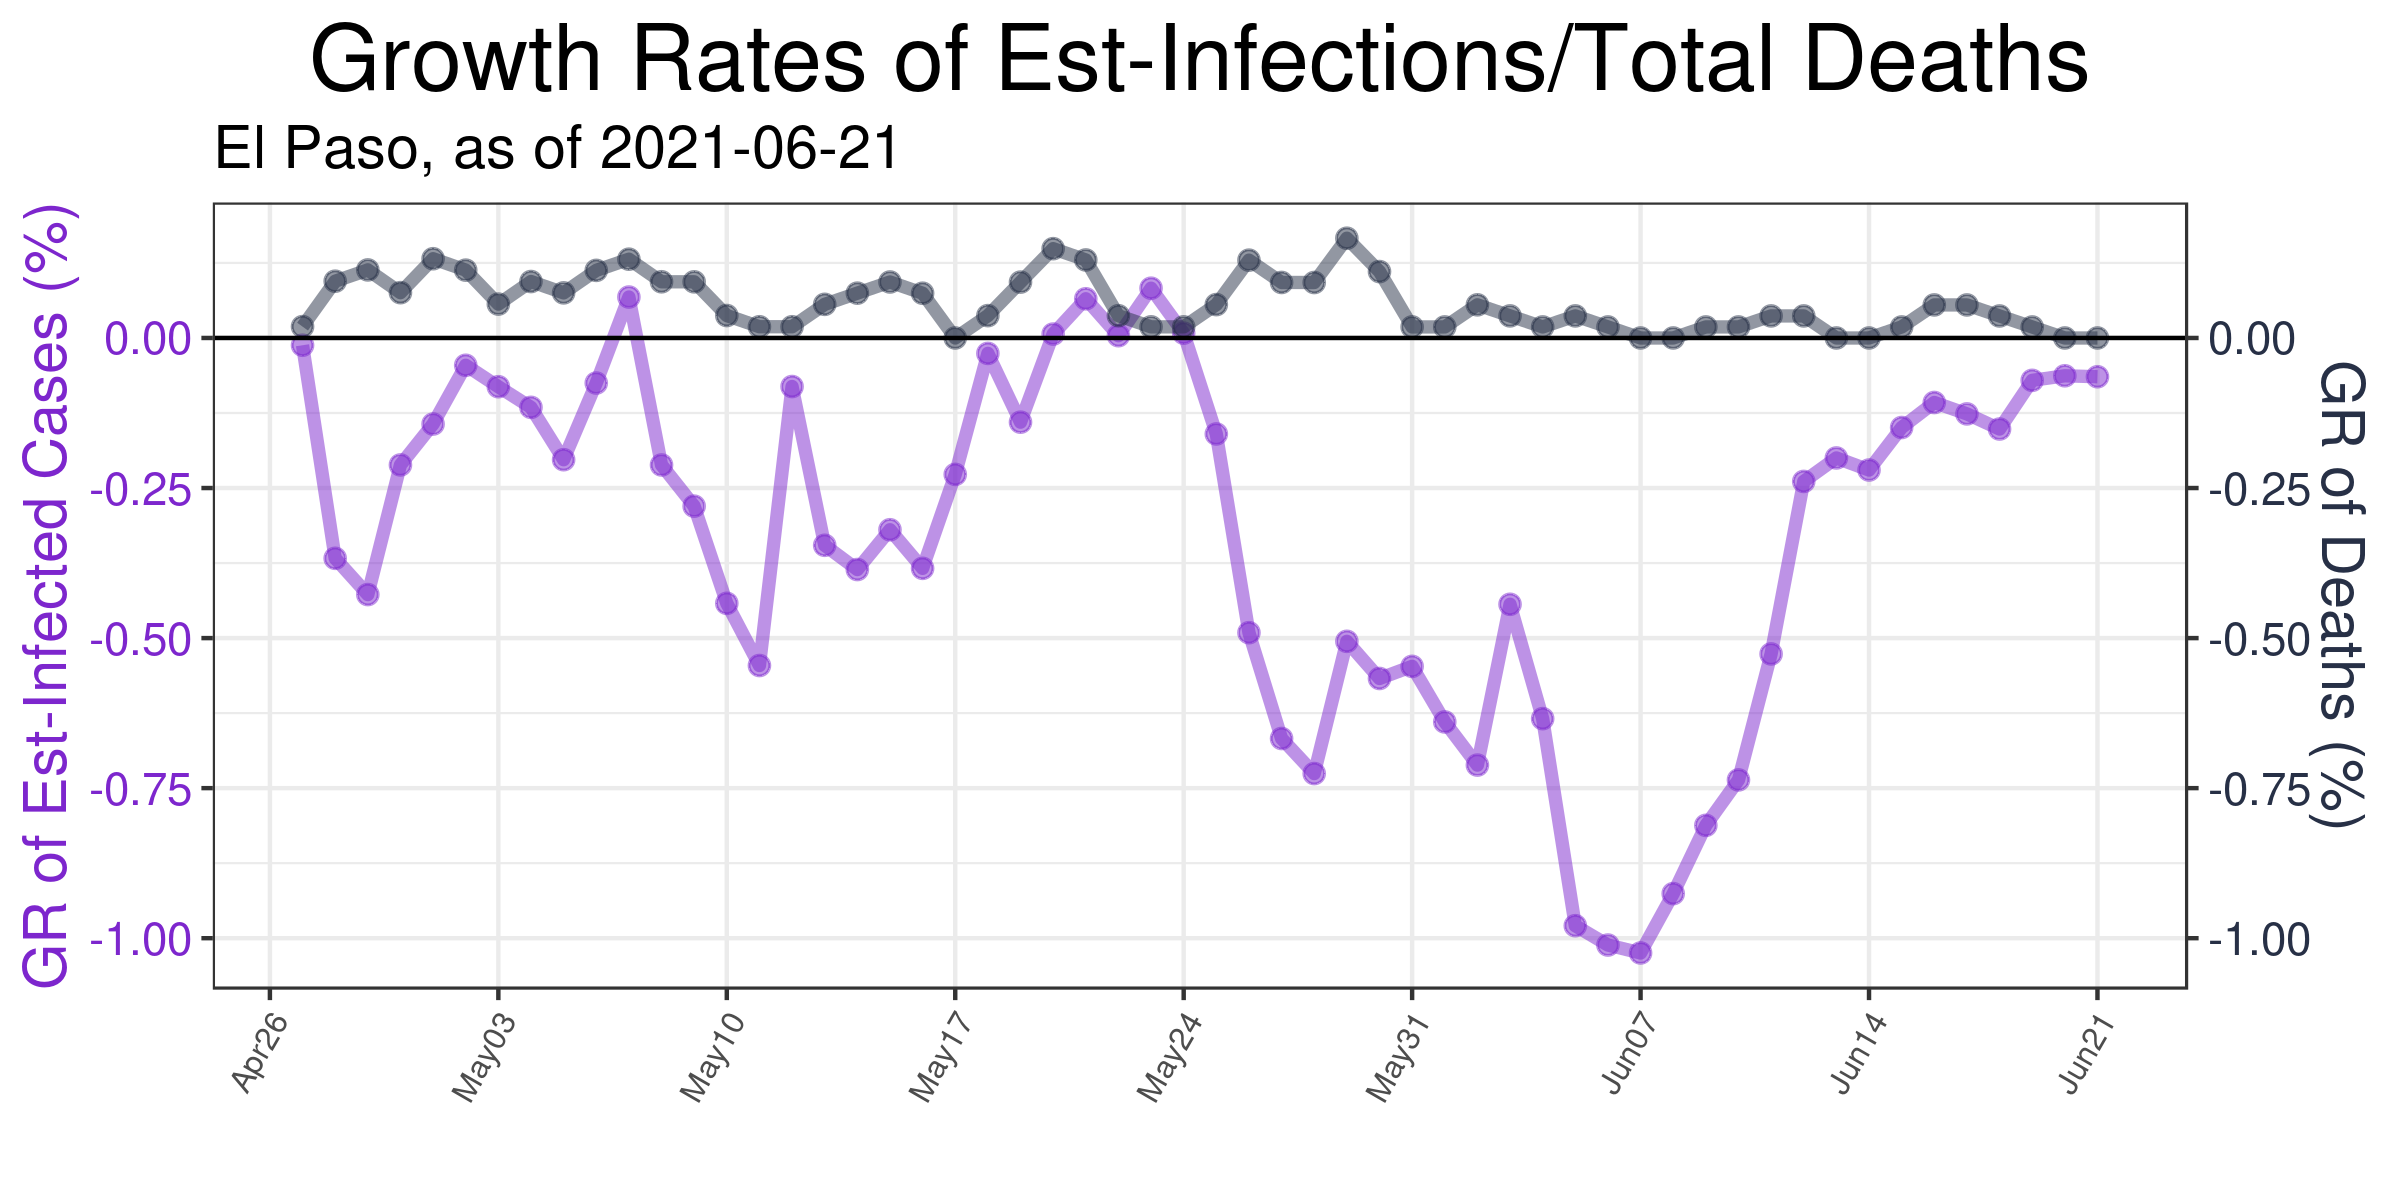 Growth Rates of Est-Infections/Total Deaths
El Paso, as of 2021-06-21
GR of Est-Infected Cases (%)
0.00
-0.25
-0.50
-0.75
-1.00
0.00
-0.25
-0.50
-0.75
-1.00
GR of Deaths (%)
Apr26
May03
May10
May17
May24
May31
Jun07
Jun14
Jun21